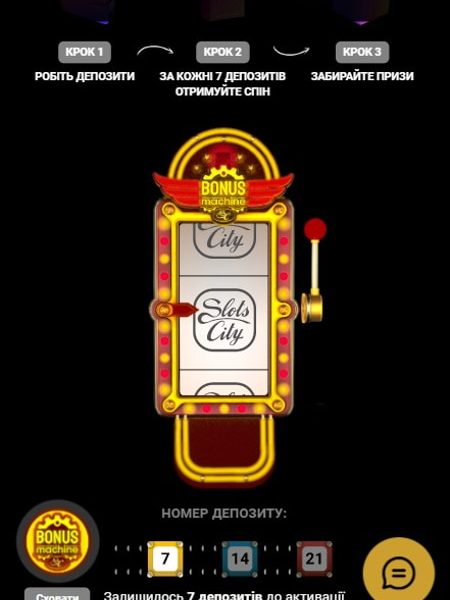 КРОК 1
КРОК 2
КРОК 3
РОБІТЬ ДЕПОЗИТИ
ЗА КОЖНІ 7 ДЕПОЗИТІВ
ОТРИМУЙТЕ СПІН
ЗАБИРАЙТЕ ПРИЗИ
BONUS
machine
City
Slots
City
Slots
НОМЕР ДЕПОЗИТУ:
BONUS
machine
7
14
21
Сховати
Залишилось 7 депозитів до активації